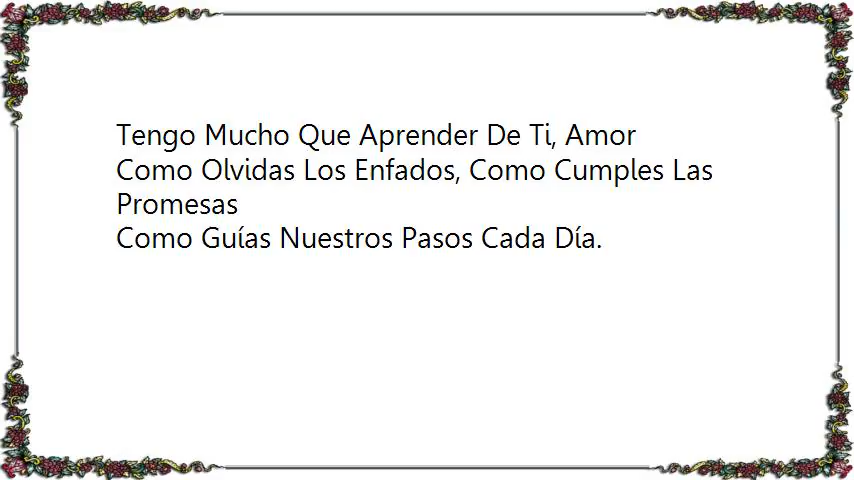 Tengo Mucho Que Aprender De Ti, Amor
Como Olvidas Los Enfados, Como Cumples Las
Promesas
Como Guías Nuestros Pasos Cada Día.